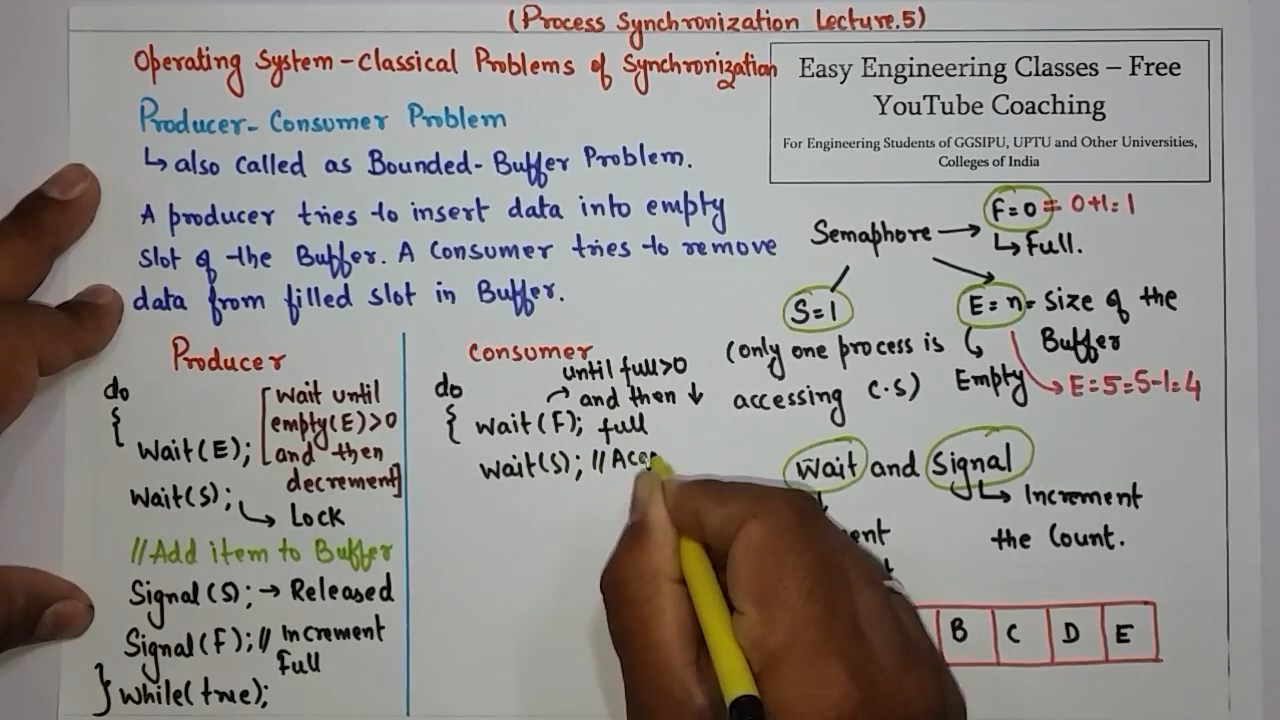 (Process Synchronization Lecture.5)
Operating System - Classical Problems of Synchronization
Easy Engineering Classes – Free
YouTube Coaching
For Engineering Students of GGSIPU, UPTU and Other Universities,
Colleges of India
Producer - Consumer Problem
↳ also called as Bounded-Buffer Problem.
A producer tries to insert data into empty
slot of the Buffer. A Consumer tries to remove
data from filled slot in Buffer.
Semaphore → F=0 = 0+1=1
↳ Full.
S=1
(only one process is
accessing C.S)
E=n = size of the
Buffer
Empty
E=5=5-1=4
Producer
do
{
Wait(E); [Wait until
empty(E)>0
and then
decrement]
Wait(S); ↳ Lock
//Add item to Buffer
Signal(S); → Released
Signal(F); // Increment
Full
} while(true);
Consumer
do
{ Wait(F); until full>0
and then ↓
full
Wait(S); //Acc
Wait and Signal
↳ Increment
the Count.
B C D E